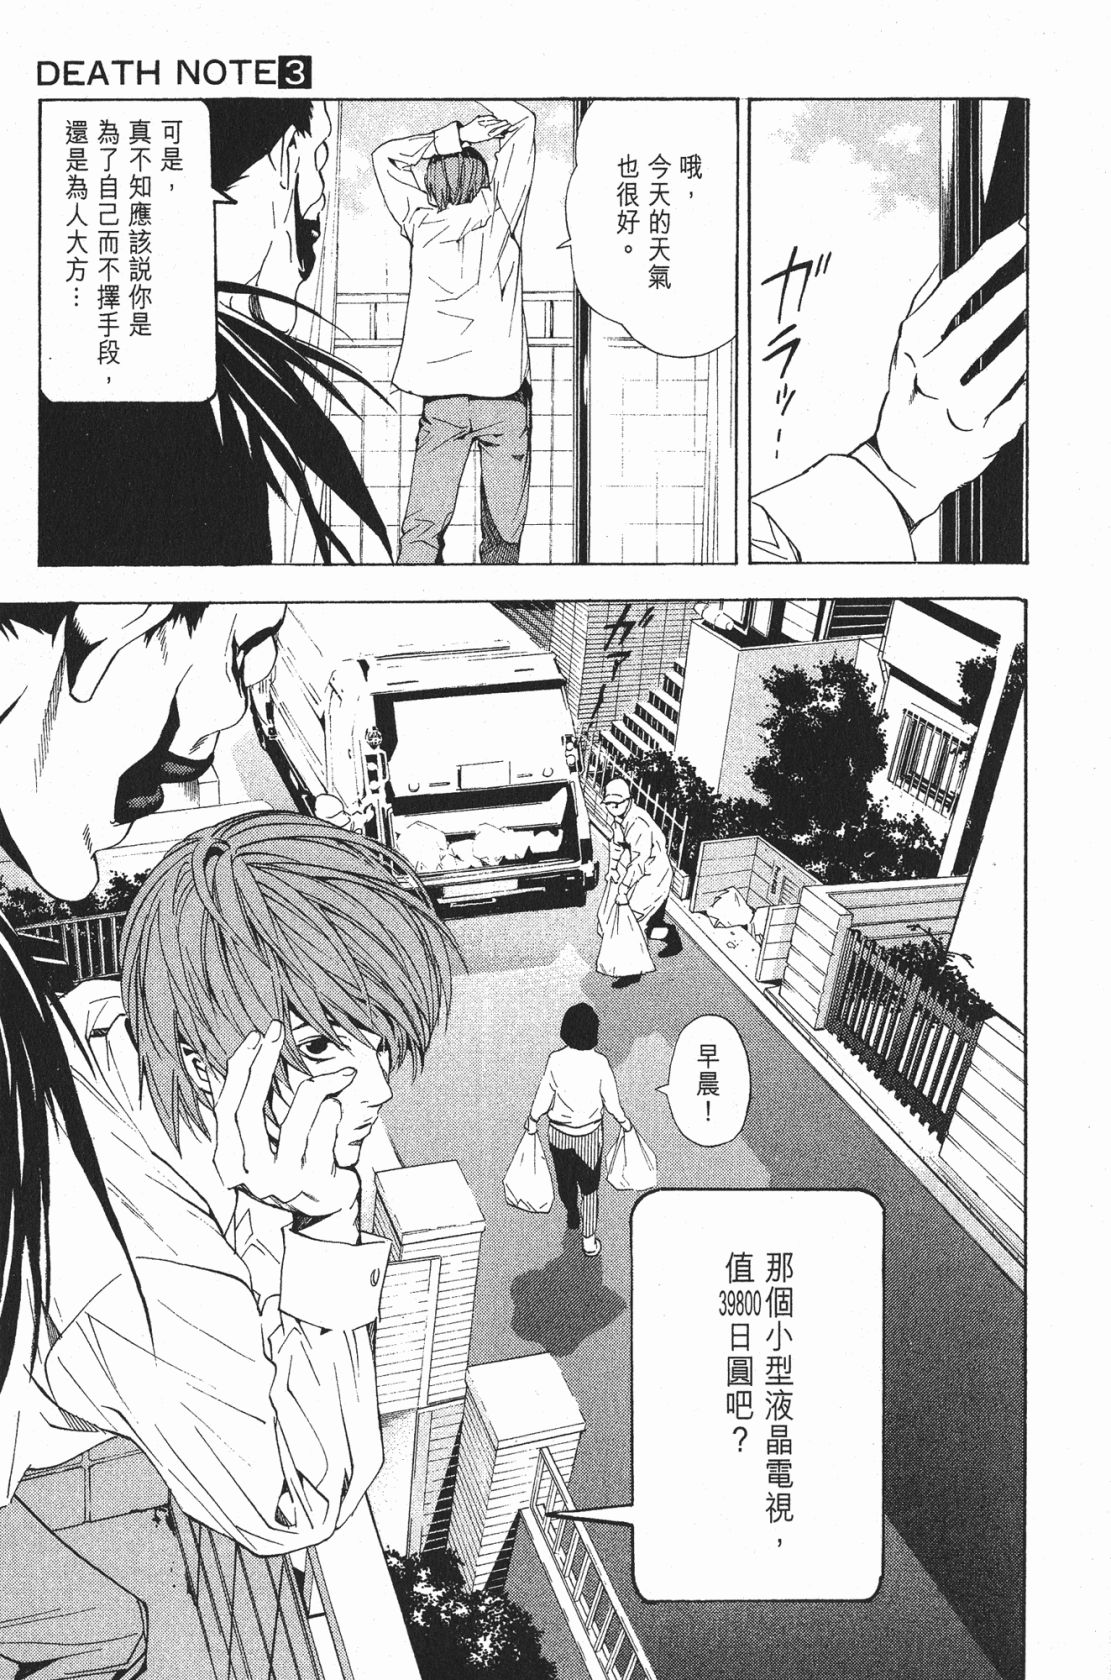 DEATH NOTE 3
ガラッ…
哦，
今天的天氣
也很好。
可是，
真不知應該説你是
為了自己而不擇手段，
還是為人大方…
ガァー
早晨！
那個小型液晶電視，
值39800日圓吧？